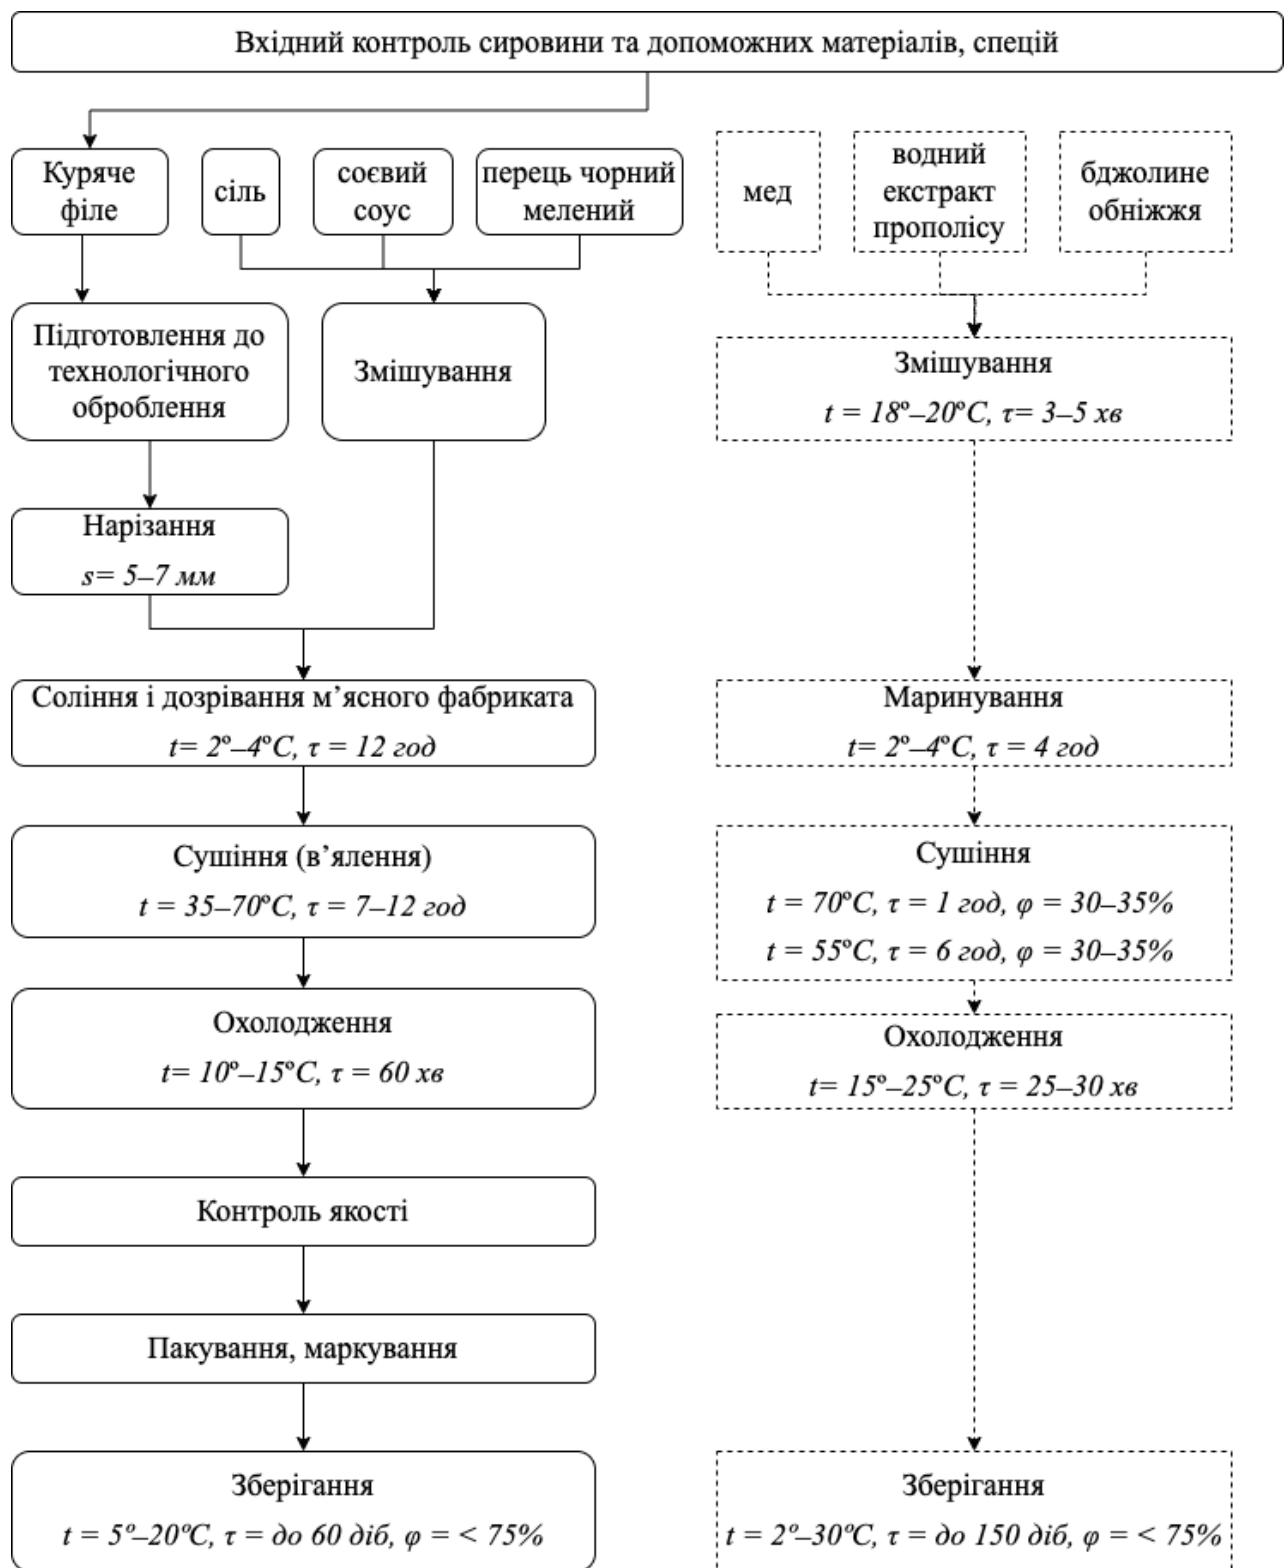 Вхідний контроль сировини та допоможних матеріалів, спецій
Куряче
філе
сіль
соєвий
соус
перець чорний
мелений
мед
водний
екстракт
прополісу
бджолине
обніжжя
Підготовлення до
технологічного
оброблення
Змішування
Змішування
t = 18º–20ºC, τ= 3–5 хв
Нарізання
s= 5–7 мм
Соління і дозрівання м’ясного фабриката
t= 2º–4ºC, τ = 12 год
Маринування
t= 2º–4ºC, τ = 4 год
Сушіння (в’ялення)
t = 35–70ºC, τ = 7–12 год
Сушіння
t = 70ºC, τ = 1 год, φ = 30–35%
t = 55ºC, τ = 6 год, φ = 30–35%
Охолодження
t= 10º–15ºC, τ = 60 хв
Охолодження
t= 15º–25ºC, τ = 25–30 хв
Контроль якості
Пакування, маркування
Зберігання
t = 5º–20ºC, τ = до 60 діб, φ = < 75%
Зберігання
t = 2º–30ºC, τ = до 150 діб, φ = < 75%